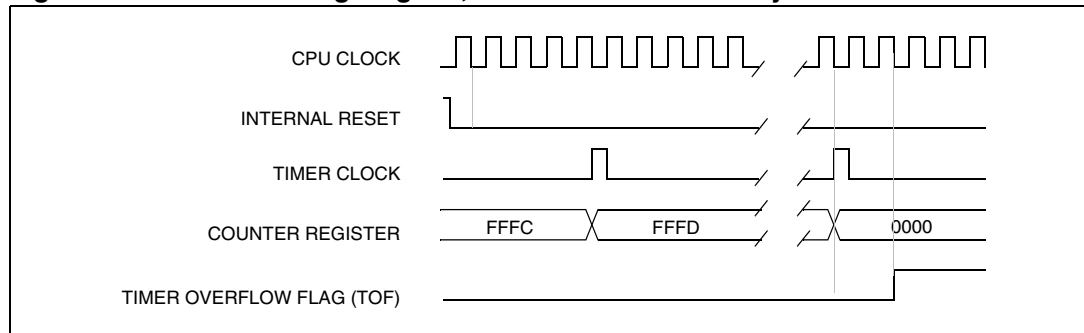 CPU CLOCK
INTERNAL RESET
TIMER CLOCK
COUNTER REGISTER FFFC FFFD 0000
TIMER OVERFLOW FLAG (TOF)